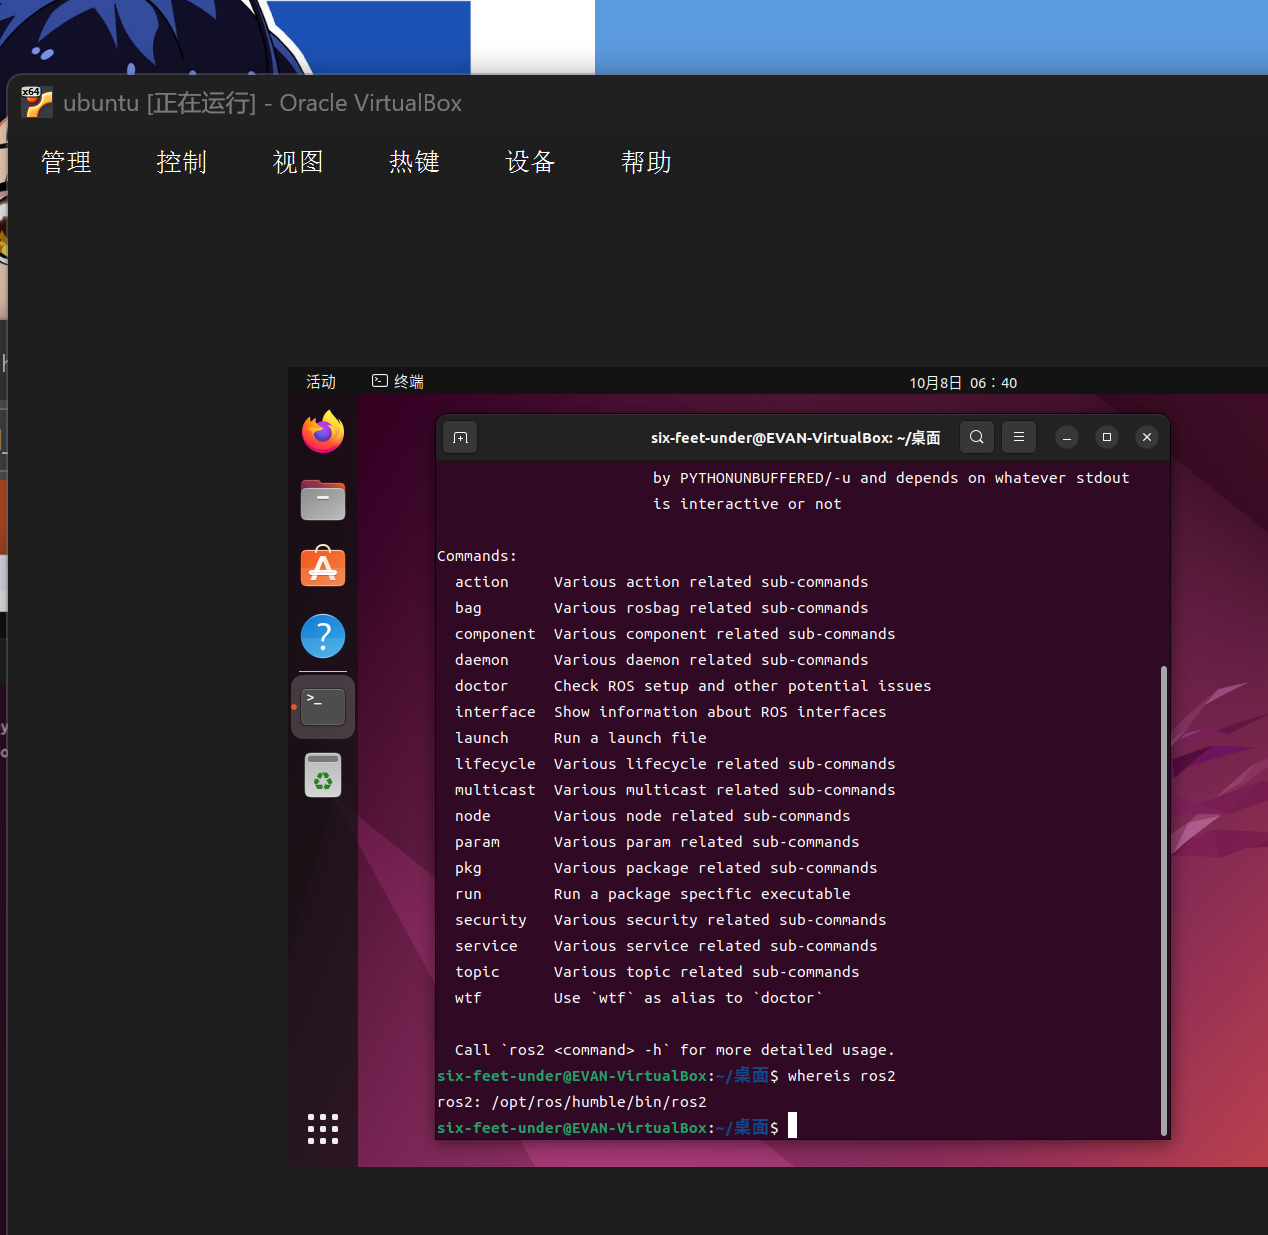 x64
ubuntu [正在运行] - Oracle VirtualBox
管理 控制 视图 热键 设备 帮助
活动 终端 10月8日 06：40
six-feet-under@EVAN-VirtualBox: ~/桌面
by PYTHONUNBUFFERED/-u and depends on whatever stdout
is interactive or not
Commands:
action Various action related sub-commands
bag Various rosbag related sub-commands
component Various component related sub-commands
daemon Various daemon related sub-commands
doctor Check ROS setup and other potential issues
interface Show information about ROS interfaces
launch Run a launch file
lifecycle Various lifecycle related sub-commands
multicast Various multicast related sub-commands
node Various node related sub-commands
param Various param related sub-commands
pkg Various package related sub-commands
run Run a package specific executable
security Various security related sub-commands
service Various service related sub-commands
topic Various topic related sub-commands
wtf Use `wtf` as alias to `doctor`
Call `ros2 <command> -h` for more detailed usage.
six-feet-under@EVAN-VirtualBox:~/桌面$ whereis ros2
ros2: /opt/ros/humble/bin/ros2
six-feet-under@EVAN-VirtualBox:~/桌面$